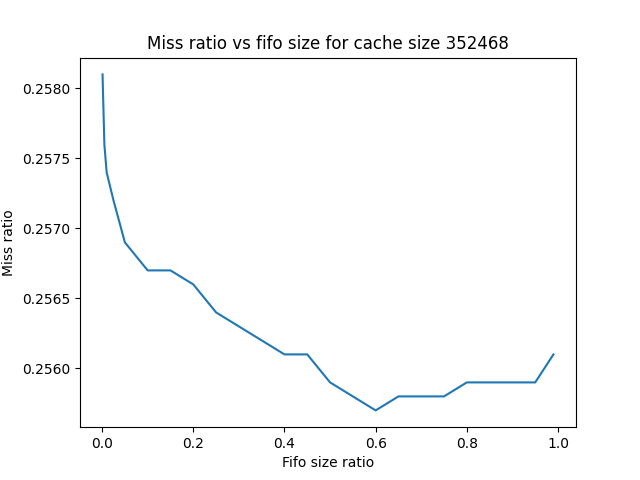 Miss ratio vs fifo size for cache size 352468
Miss ratio
0.2580
0.2575
0.2570
0.2565
0.2560
0.0 0.2 0.4 0.6 0.8 1.0
Fifo size ratio